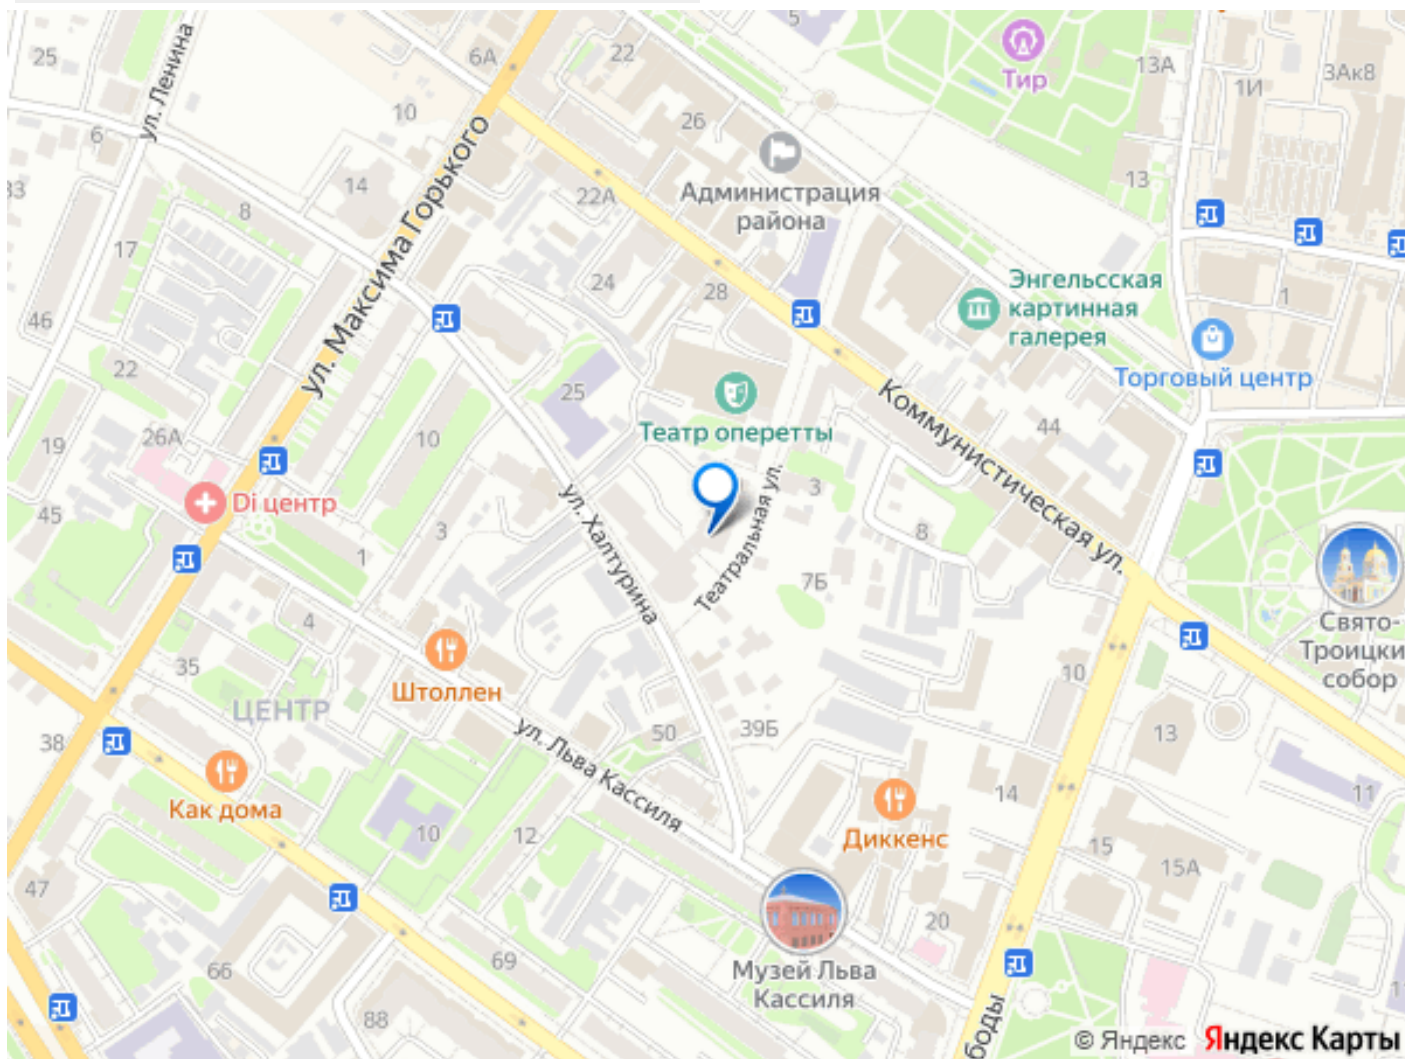 25
ул. Ленина
6А
22
5
Тир
13А
1И
3Ак8
10
26
6
Администрация
района
33
14
22А
13
8
17
ул. Максима Горького
24
28
Энгельсская
картинная
галерея
1
46
22
25
Торговый центр
Театр оперетты
Коммунистическая ул.
44
19
26А
10
Di центр
45
3
1
ул. Халтурина
Театральная ул.
3
8
7Б
4
Свято-
Троицки
собор
35
Штоллен
ЦЕНТР
10
38
50
39Б
13
ул. Льва Кассиля
Как дома
10
12
14
11
Диккенс
15
15А
47
20
69
66
Музей Льва
Кассиля
88
боды
1
© Яндекс Яндекс Карты